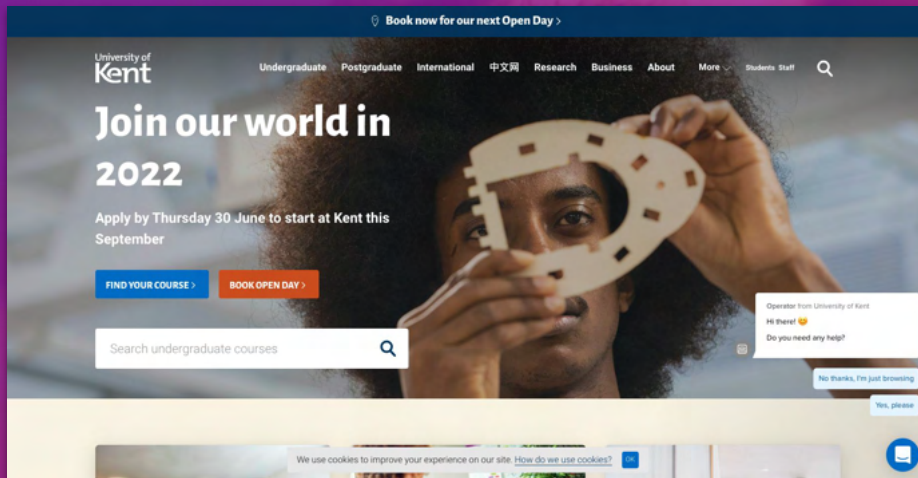 Book now for our next Open Day >
University of
Kent
Undergraduate Postgraduate International 中文网 Research Business About More Students Staff
Join our world in
2022
Apply by Thursday 30 June to start at Kent this
September
FIND YOUR COURSE >
BOOK OPEN DAY >
Search undergraduate courses
Operator from University of Kent
Hi there! 😊
Do you need any help?
No thanks, I'm just browsing
Yes, please
We use cookies to improve your experience on our site. How do we use cookies? OK